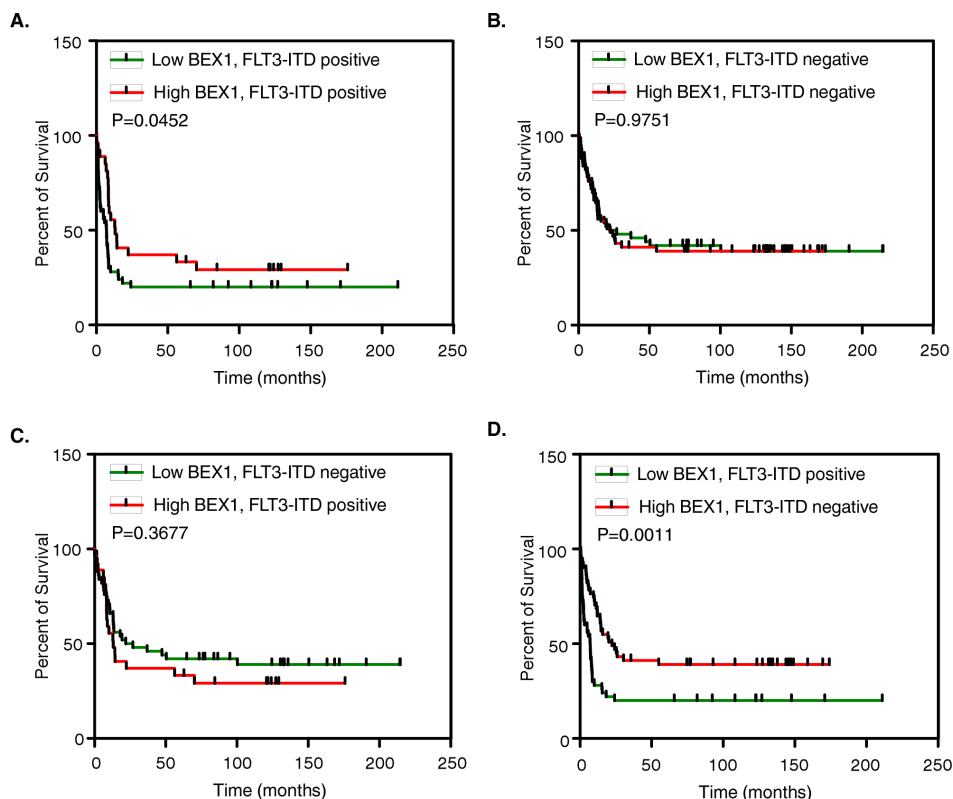 A.
150
Low BEX1, FLT3-ITD positive
High BEX1, FLT3-ITD positive
P=0.0452
100
50
0
Percent of Survival
0 50 100 150 200 250
Time (months)
B.
150
Low BEX1, FLT3-ITD negative
High BEX1, FLT3-ITD negative
P=0.9751
100
50
0
Percent of Survival
0 50 100 150 200 250
Time (months)
C.
150
Low BEX1, FLT3-ITD negative
High BEX1, FLT3-ITD positive
P=0.3677
100
50
0
Percent of Survival
0 50 100 150 200 250
Time (months)
D.
150
Low BEX1, FLT3-ITD positive
High BEX1, FLT3-ITD negative
P=0.0011
100
50
0
Percent of Survival
0 50 100 150 200 250
Time (months)